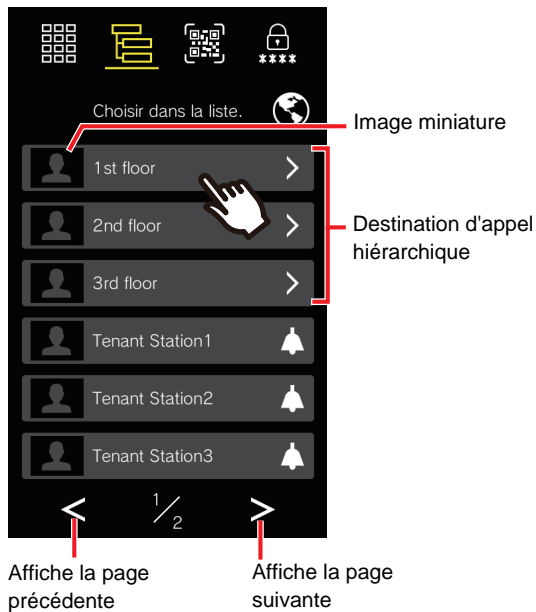 ****
Choisir dans la liste.
Image miniature
1st floor
2nd floor
Destination d'appel
hiérarchique
3rd floor
Tenant Station1
Tenant Station2
Tenant Station3
1/2
Affiche la page
précédente
Affiche la page
suivante